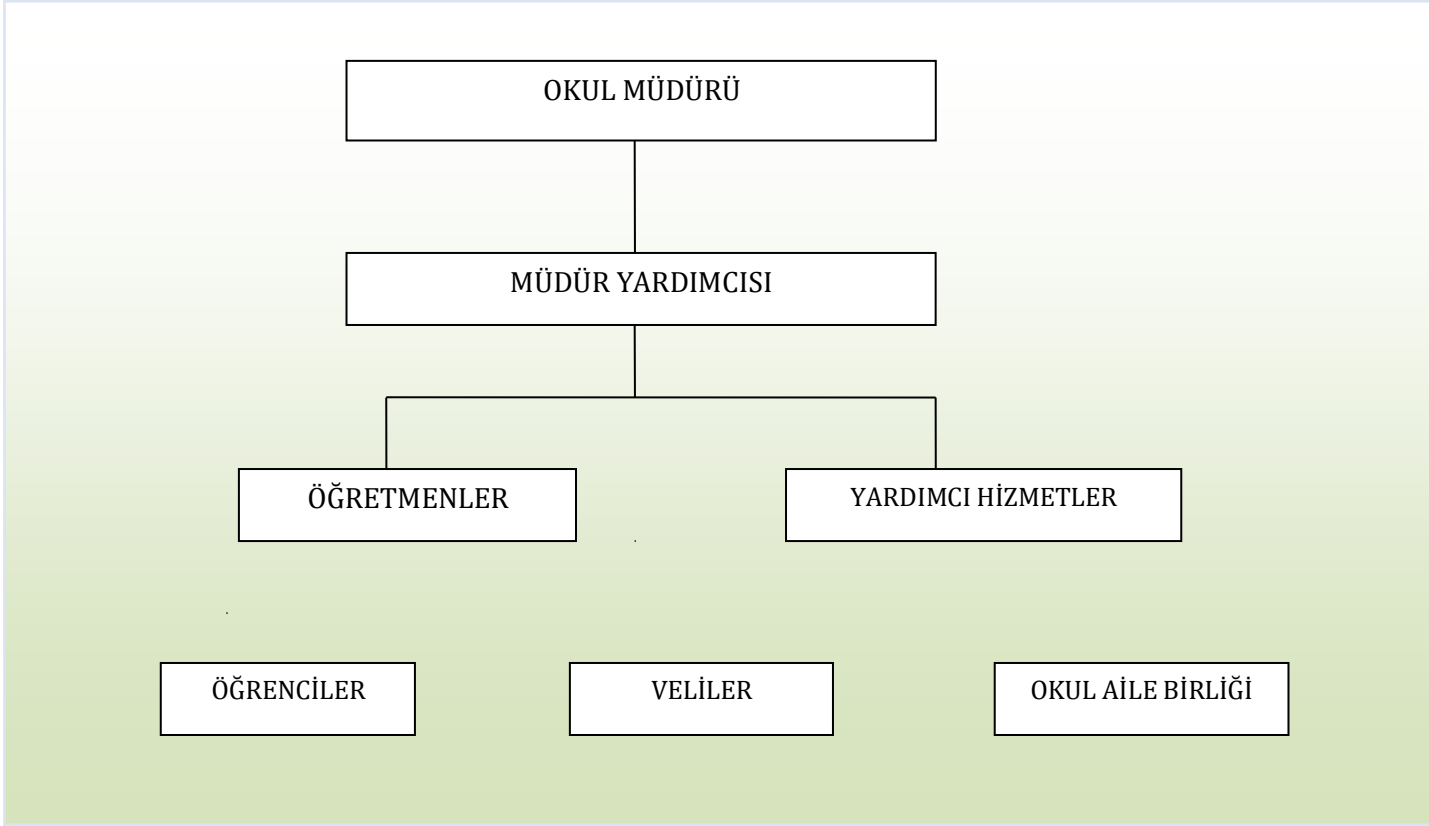 OKUL MÜDÜRÜ
MÜDÜR YARDIMCISI
ÖĞRETMENLER
YARDIMCI HİZMETLER
ÖĞRENCİLER
VELİLER
OKUL AİLE BİRLİĞİ